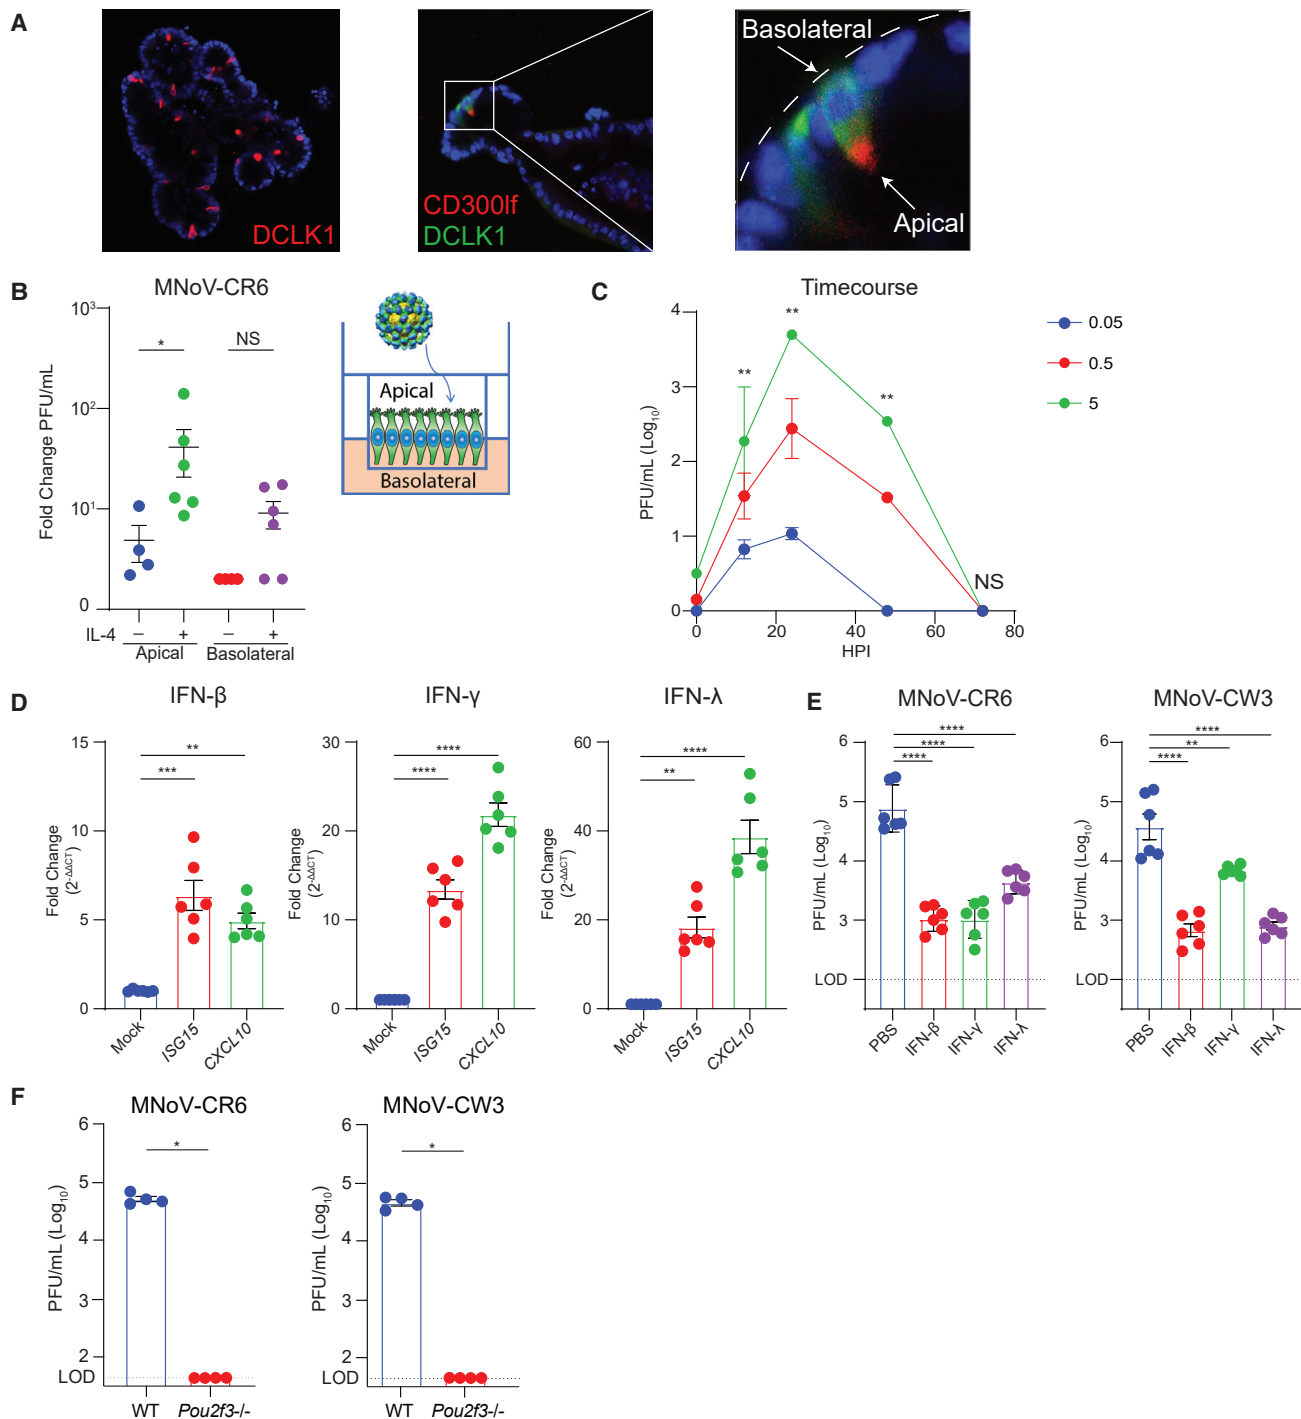 A
DCLK1
CD300lf
DCLK1
Basolateral
Apical
B
MNoV-CR6
Fold Change PFU/mL
10³
10²
10¹
0
*
NS
IL-4
– + – +
Apical Basolateral
Apical
Basolateral
C
Timecourse
PFU/mL (Log₁₀)
4
3
2
1
0
**
**
**
NS
0 20 40 60 80
HPI
0.05
0.5
5
D
IFN-β
Fold Change
(2^-ΔΔCT)
15
10
5
0
**
***
Mock ISG15 CXCL10
IFN-γ
Fold Change
(2^-ΔΔCT)
30
20
10
0
****
****
Mock ISG15 CXCL10
IFN-λ
Fold Change
(2^-ΔΔCT)
60
40
20
0
****
**
Mock ISG15 CXCL10
E
MNoV-CR6
PFU/mL (Log₁₀)
6
5
4
3
LOD
****
****
****
PBS IFN-β IFN-γ IFN-λ
MNoV-CW3
PFU/mL (Log₁₀)
6
5
4
3
LOD
****
**
****
PBS IFN-β IFN-γ IFN-λ
F
MNoV-CR6
PFU/mL (Log₁₀)
6
5
4
3
2
LOD
*
WT Pou2f3-/-
MNoV-CW3
PFU/mL (Log₁₀)
6
5
4
3
2
LOD
*
WT Pou2f3-/-